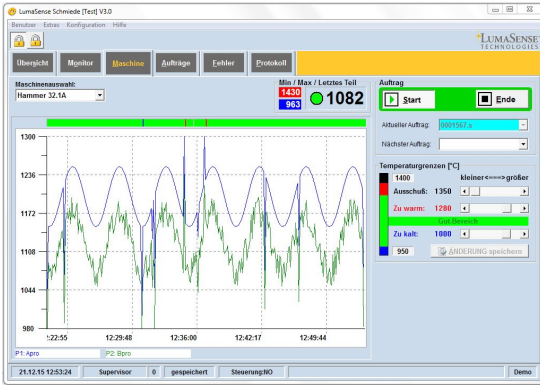 LumaSense Schmiede [Test] V3.0
Benutzer Extras Konfiguration Hilfe
LUMASENSE
TECHNOLOGIES
Übersicht Monitor Maschine Aufträge Fehler Protokoll
Maschinenauswahl:
Hammer 32.1A
Min / Max / Letztes Teil
1430
963
1082
Auftrag
Start Ende
Aktueller Auftrag: 0001567.x
Nächster Auftrag:
Temperaturgrenzen [°C]
1400 kleiner<===>größer
Ausschuß: 1350
Zu warm: 1200
Gut Bereich
Zu kalt: 1000
950 ÄNDERUNG speichern
1300
1236
1172
1108
1044
980
12:22:55 12:29:48 12:36:00 12:42:17 12:49:44
P1: Apro P2: Bpro
21.12.15 12:53:24 Supervisor 0 gespeichert Steuerung:NO Demo